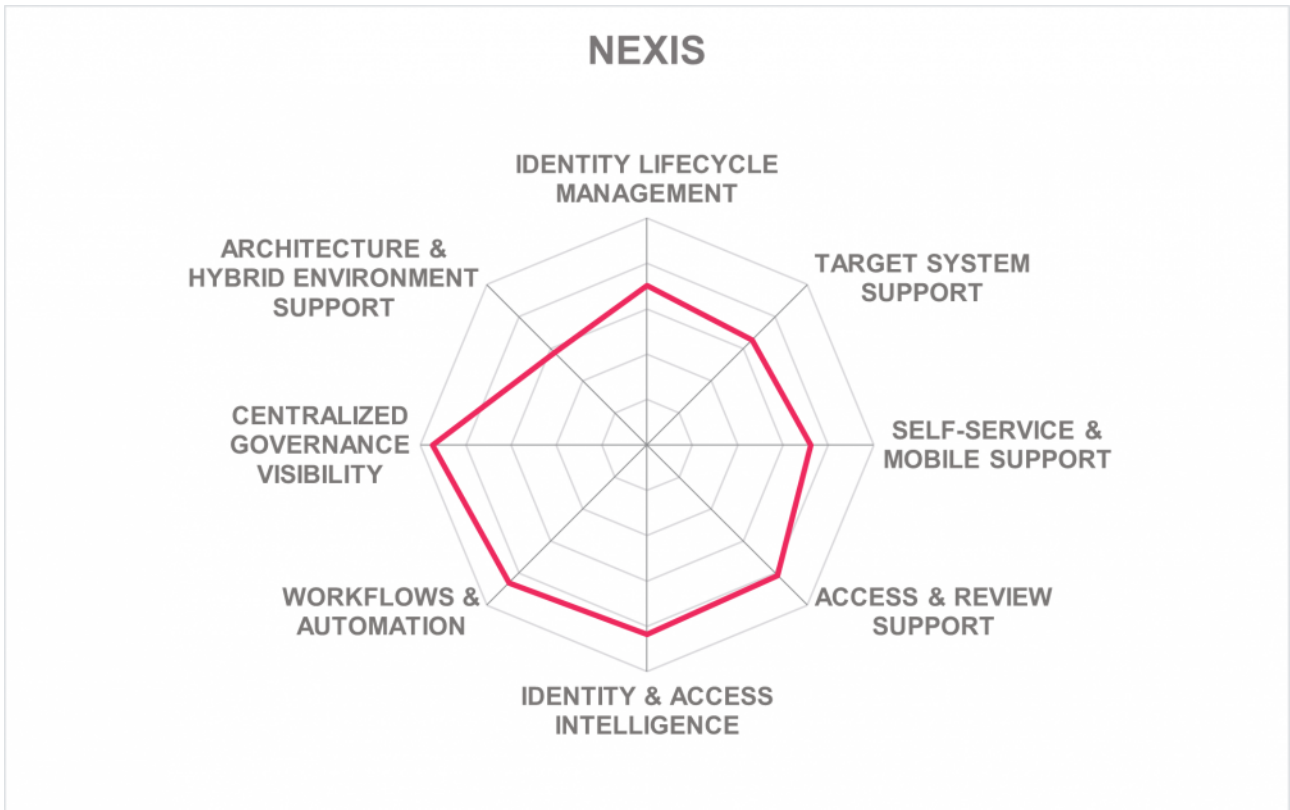 NEXIS
IDENTITY LIFECYCLE
MANAGEMENT
TARGET SYSTEM
SUPPORT
SELF-SERVICE &
MOBILE SUPPORT
ACCESS & REVIEW
SUPPORT
IDENTITY & ACCESS
INTELLIGENCE
WORKFLOWS &
AUTOMATION
CENTRALIZED
GOVERNANCE
VISIBILITY
ARCHITECTURE &
HYBRID ENVIRONMENT
SUPPORT